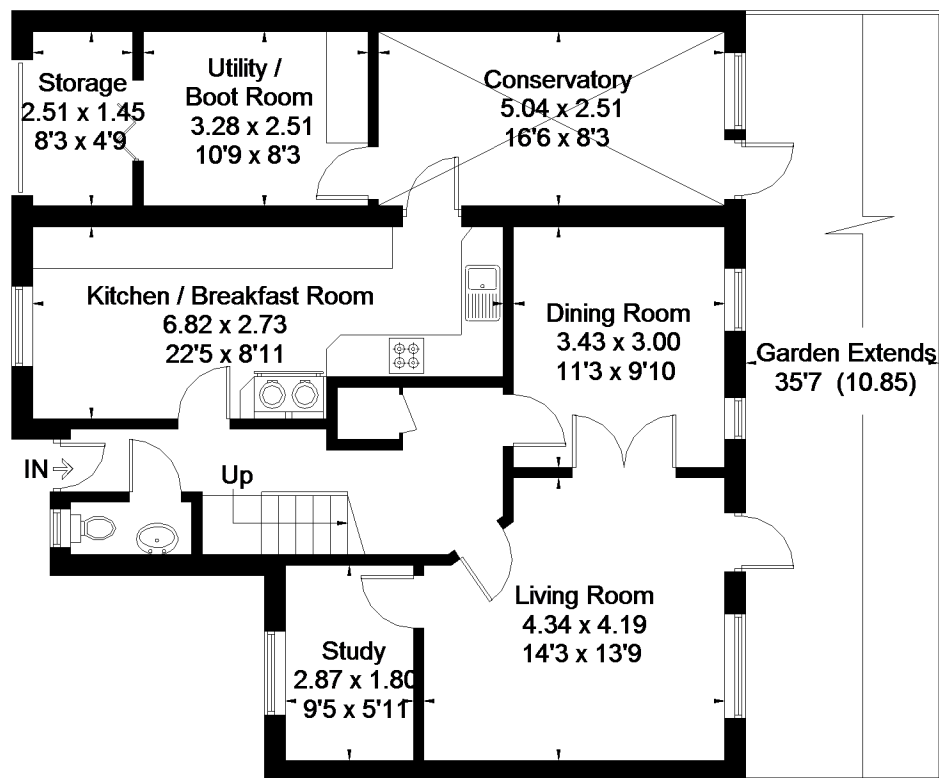 Storage
2.51 x 1.45
8'3 x 4'9
Utility /
Boot Room
3.28 x 2.51
10'9 x 8'3
Conservatory
5.04 x 2.51
16'6 x 8'3
Kitchen / Breakfast Room
6.82 x 2.73
22'5 x 8'11
Dining Room
3.43 x 3.00
11'3 x 9'10
Garden Extends
35'7 (10.85)
IN
Up
Living Room
4.34 x 4.19
14'3 x 13'9
Study
2.87 x 1.80
9'5 x 5'11